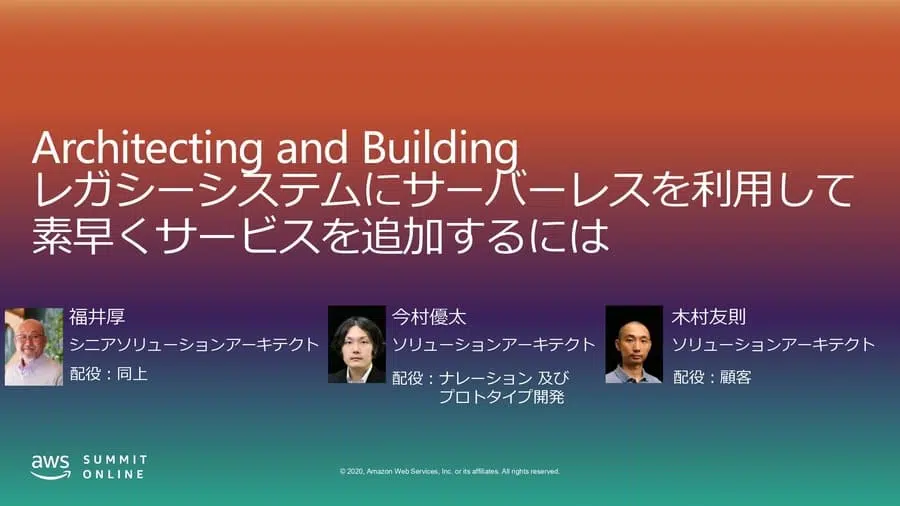 Architecting and Building
レガシーシステムにサーバーレスを利用して
素早くサービスを追加するには
福井厚
シニアソリューションアーキテクト
配役：同上
今村優太
ソリューションアーキテクト
配役：ナレーション 及び
プロトタイプ開発
木村友則
ソリューションアーキテクト
配役：顧客
aws SUMMIT
ONLINE
© 2020, Amazon Web Services, Inc. or its affiliates. All rights reserved.